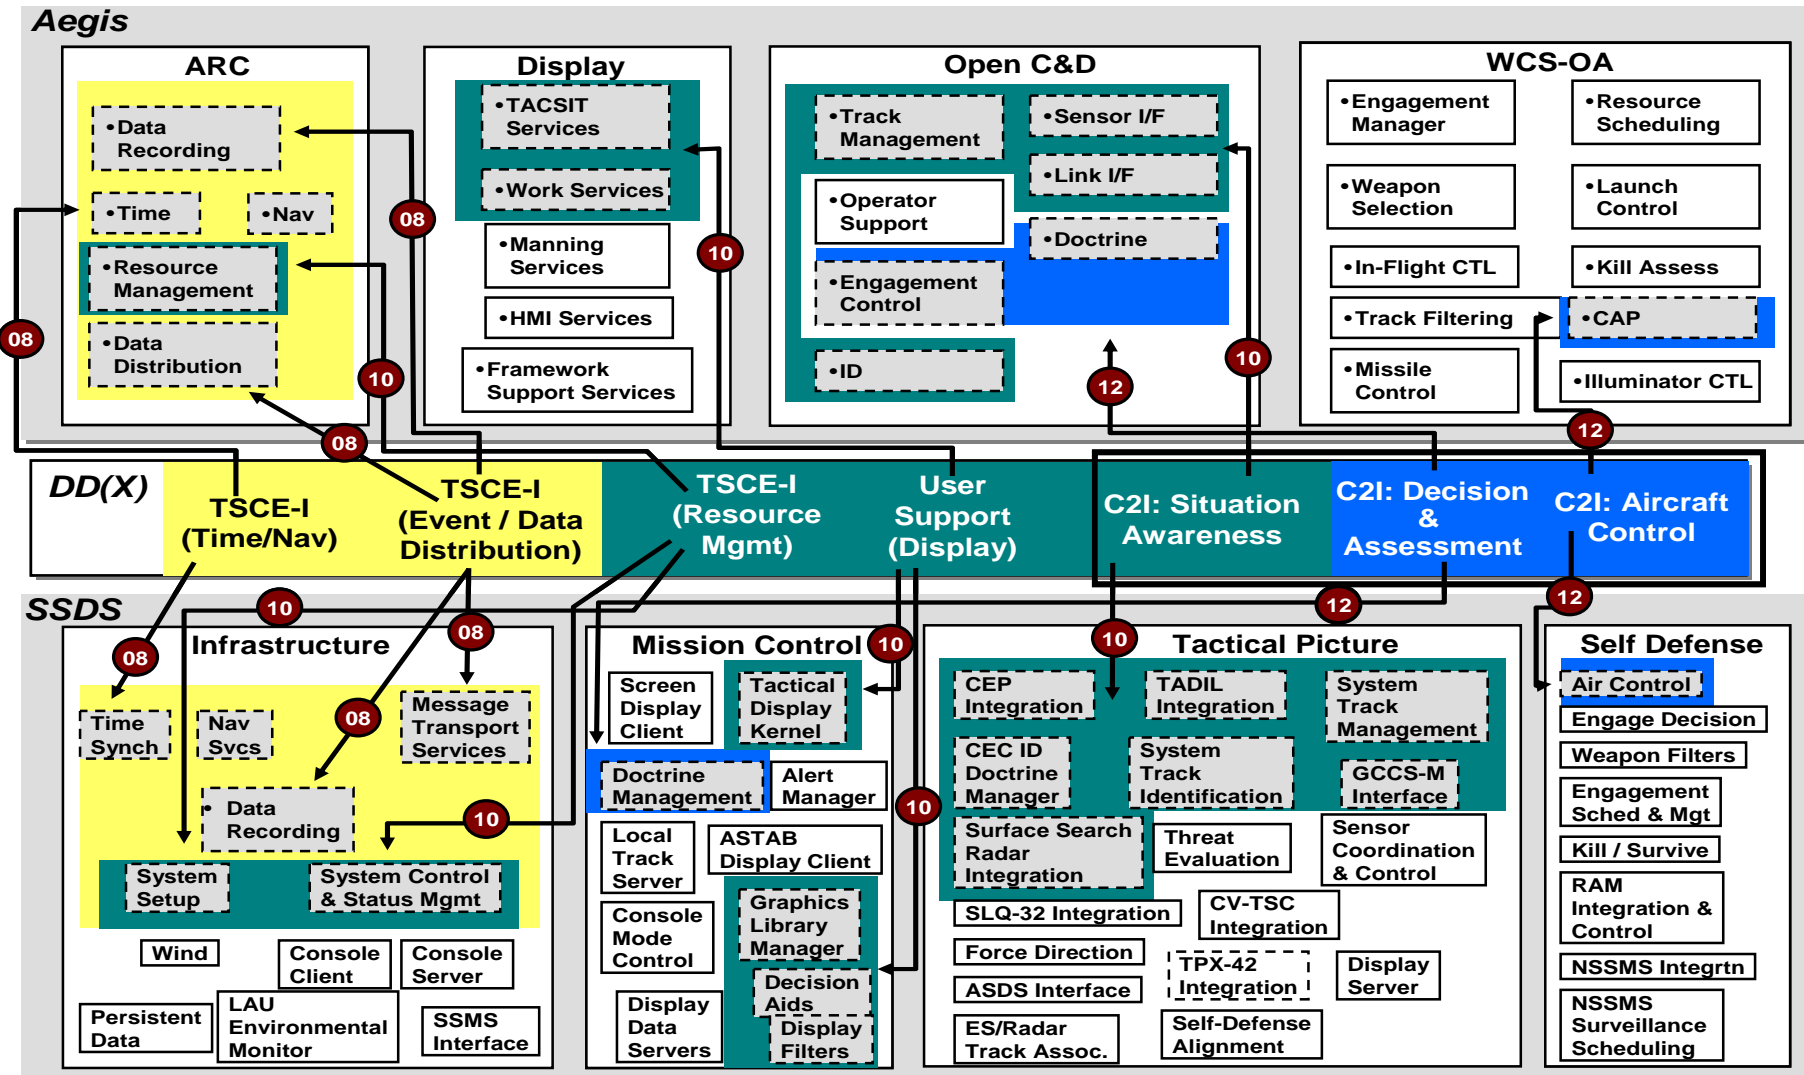 Aegis
ARC
•Data
Recording
•Time
•Nav
•Resource
Management
•Data
Distribution
08
Display
•TACSIT
Services
•Work Services
•Manning
Services
•HMI Services
•Framework
Support Services
08
10
10
08
Open C&D
•Track
Management
•Sensor I/F
•Link I/F
•Operator
Support
•Doctrine
•Engagement
Control
•ID
12
10
WCS-OA
•Engagement
Manager
•Resource
Scheduling
•Weapon
Selection
•Launch
Control
•In-Flight CTL
•Kill Assess
•Track Filtering
•CAP
•Missile
Control
•Illuminator CTL
12
DD(X)
TSCE-I
(Time/Nav)
TSCE-I
(Event / Data
Distribution)
TSCE-I
(Resource
Mgmt)
User
Support
(Display)
C2I: Situation
Awareness
C2I: Decision
&
Assessment
C2I: Aircraft
Control
SSDS
10
12
12
Infrastructure
08
08
Time
Synch
Nav
Svcs
08
Message
Transport
Services
• Data
Recording
10
System
Setup
System Control
& Status Mgmt
Wind
Console
Client
Console
Server
Persistent
Data
LAU
Environmental
Monitor
SSMS
Interface
Mission Control
10
Screen
Display
Client
Tactical
Display
Kernel
Doctrine
Management
Alert
Manager
10
Local
Track
Server
ASTAB
Display Client
Console
Mode
Control
Graphics
Library
Manager
Decision
Aids
Display
Filters
Display
Data
Servers
Tactical Picture
10
CEP
Integration
TADIL
Integration
System
Track
Management
CEC ID
Doctrine
Manager
System
Track
Identification
GCCS-M
Interface
Surface Search
Radar
Integration
Threat
Evaluation
Sensor
Coordination
& Control
SLQ-32 Integration
CV-TSC
Integration
Force Direction
TPX-42
Integration
Display
Server
ASDS Interface
ES/Radar
Track Assoc.
Self-Defense
Alignment
Self Defense
Air Control
Engage Decision
Weapon Filters
Engagement
Sched & Mgt
Kill / Survive
RAM
Integration &
Control
NSSMS Integrtn
NSSMS
Surveillance
Scheduling